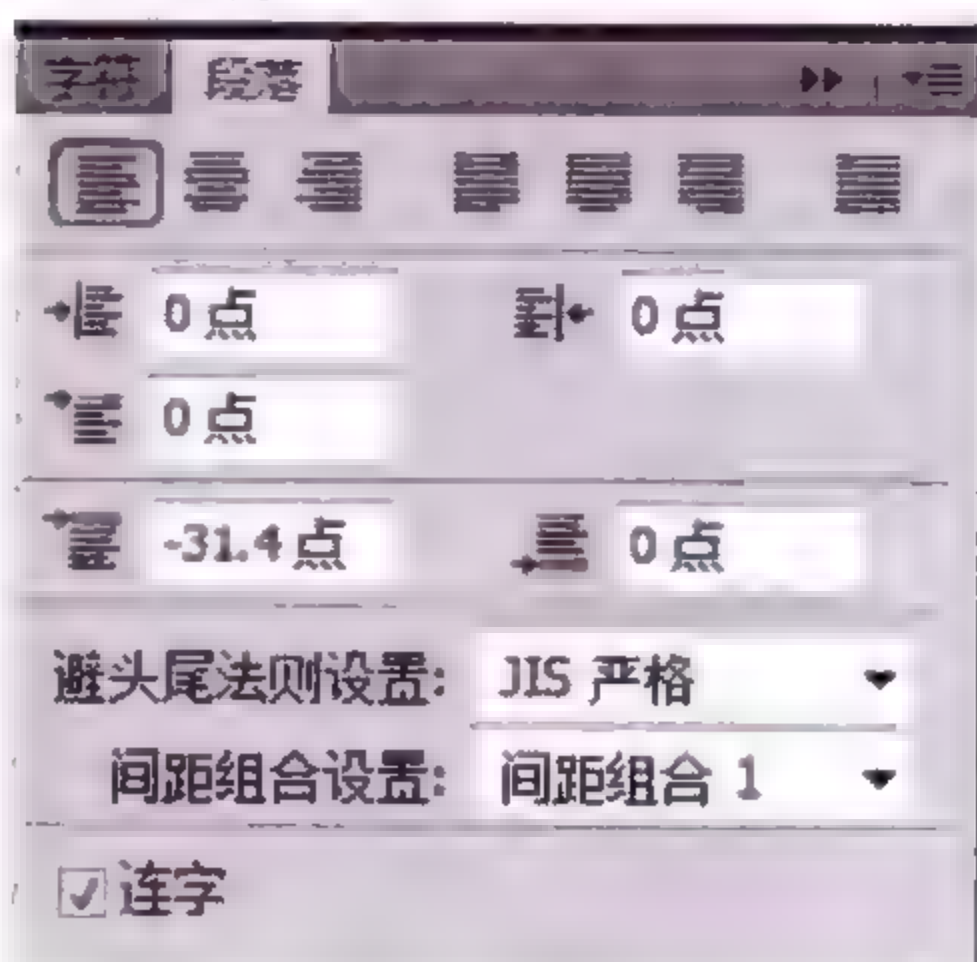 字符 段落
0 点 0 点
0 点
-31.4 点 0 点
避头尾法则设置: JIS 严格
间距组合设置: 间距组合 1
连字